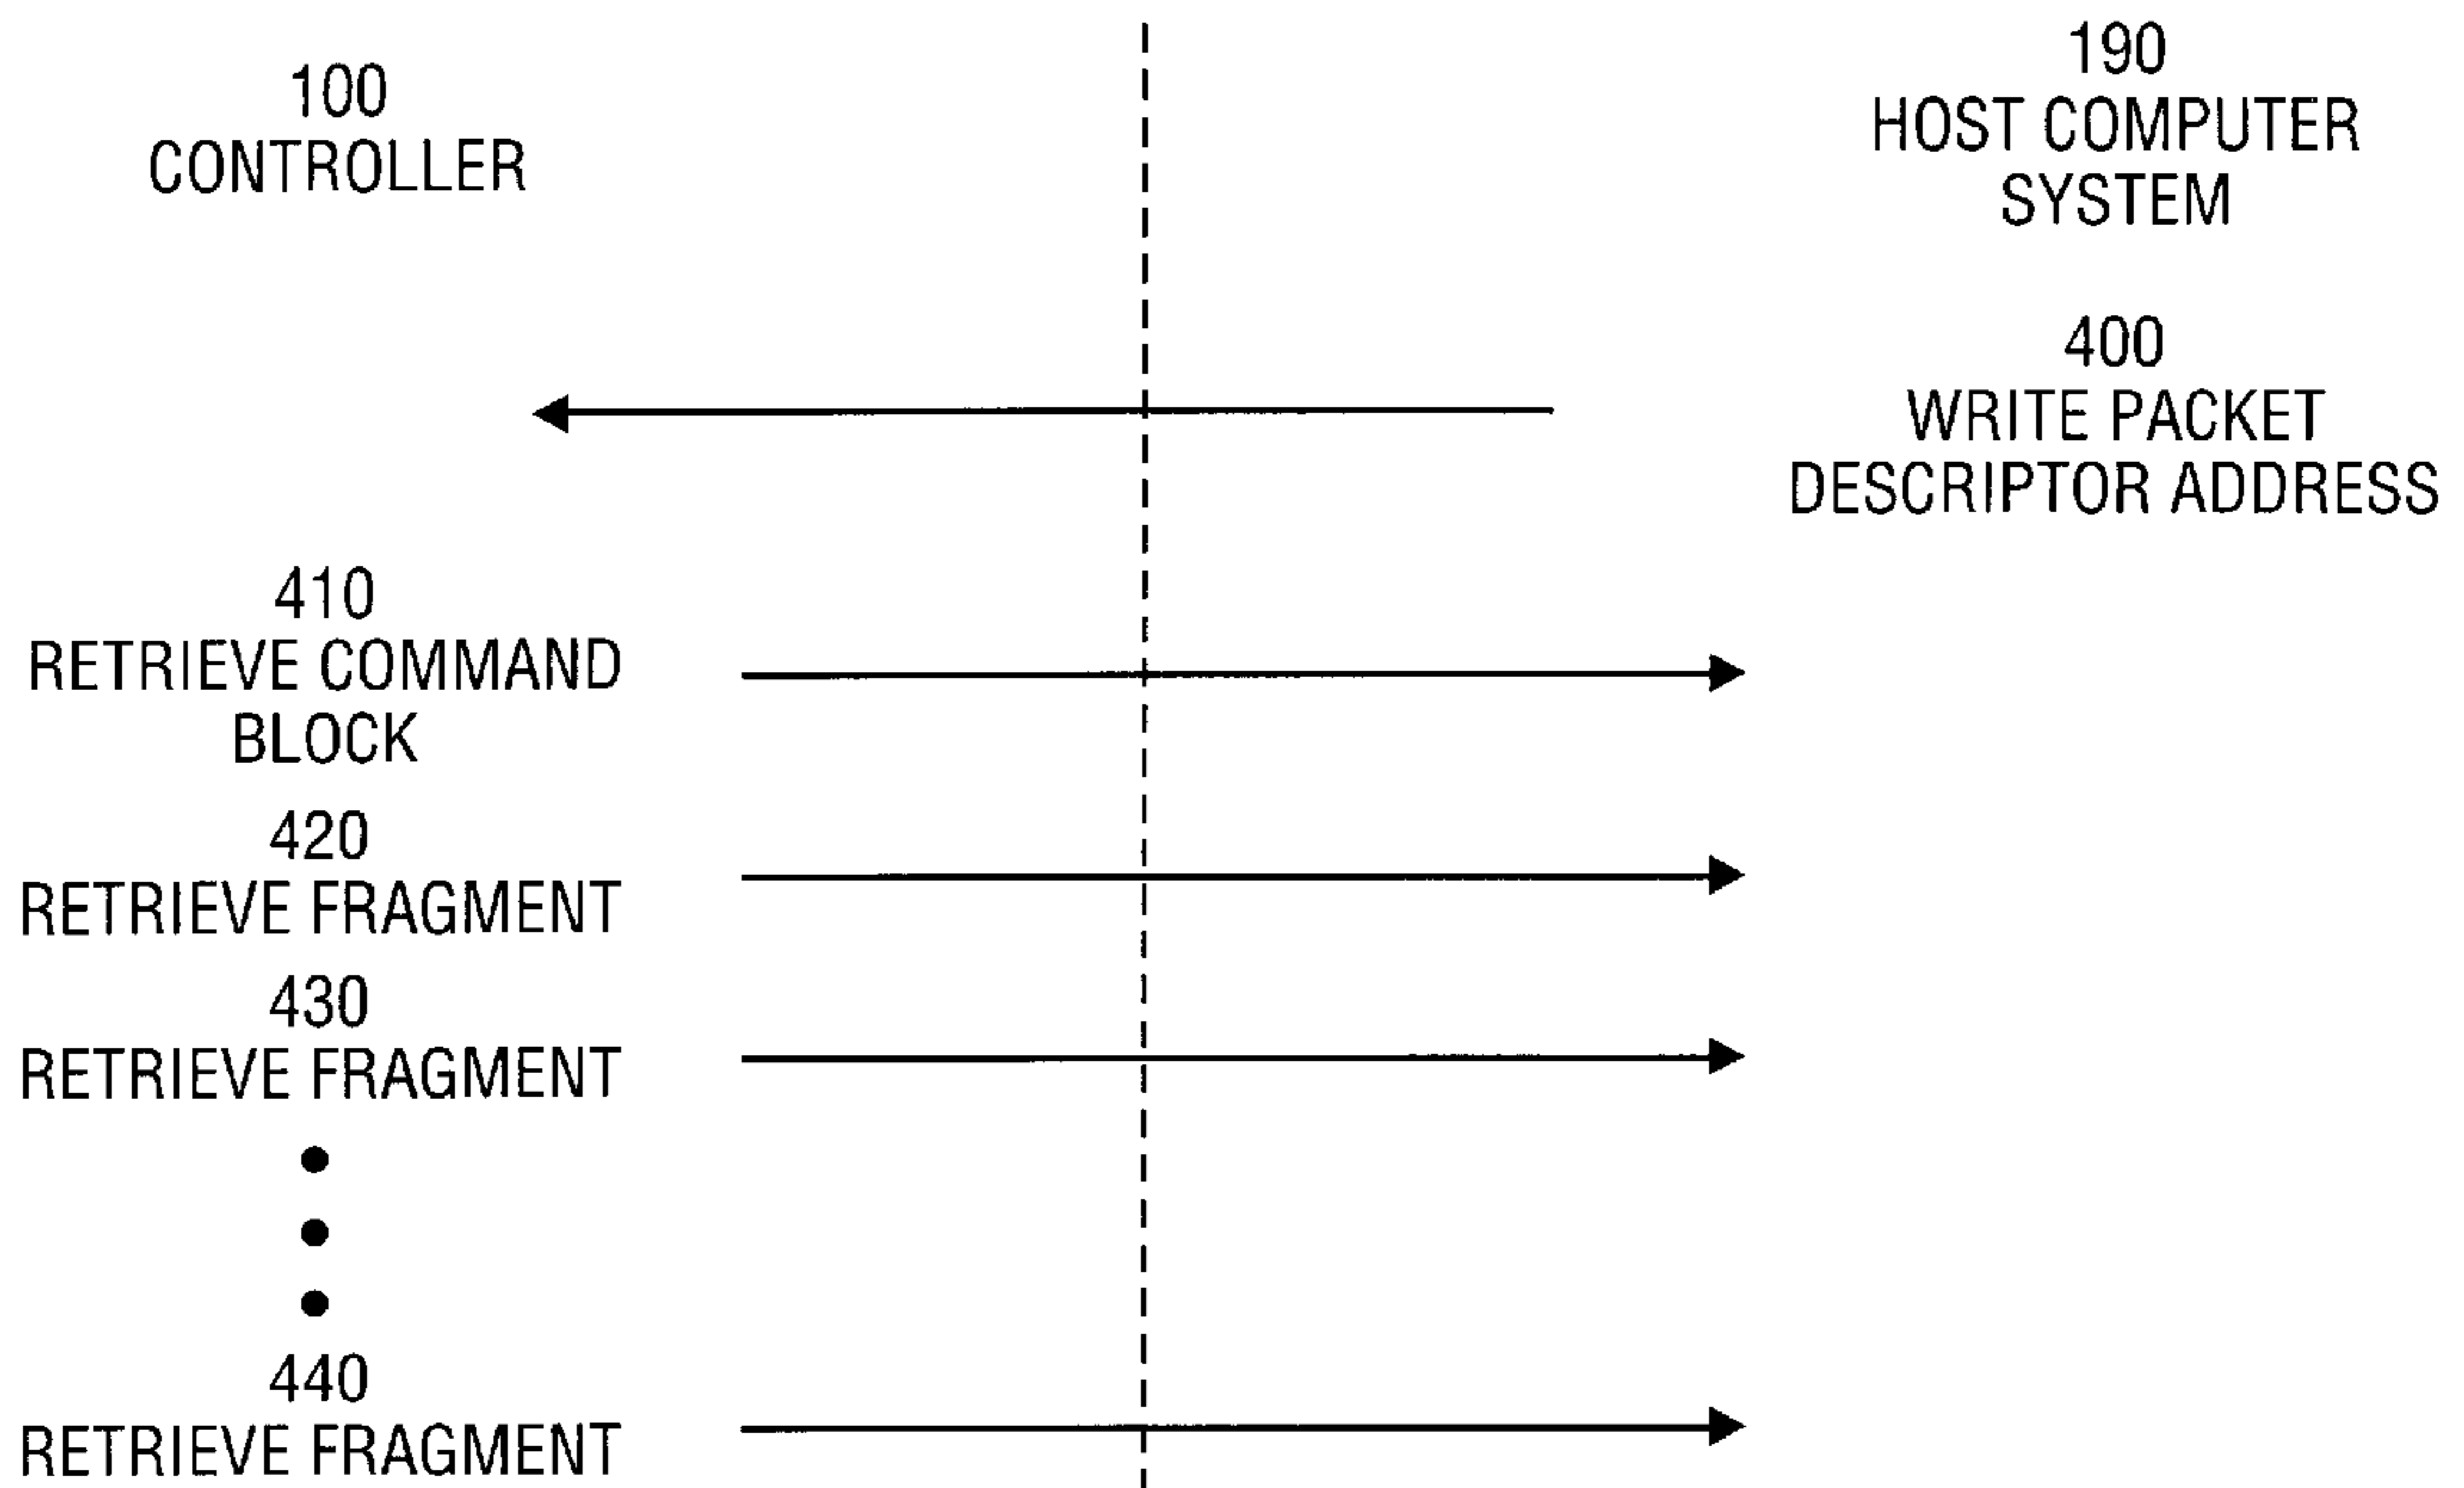 100
CONTROLLER
190
HOST COMPUTER
SYSTEM
400
WRITE PACKET
DESCRIPTOR ADDRESS
410
RETRIEVE COMMAND
BLOCK
420
RETRIEVE FRAGMENT
430
RETRIEVE FRAGMENT
440
RETRIEVE FRAGMENT